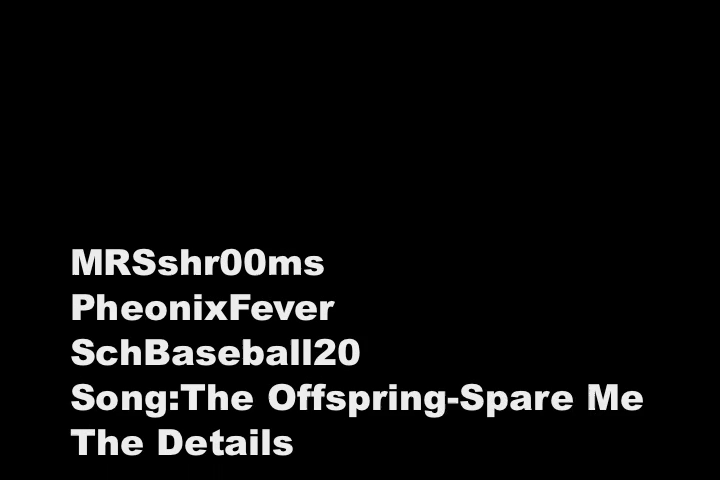 MRSshr00ms
PheonixFever
SchBaseball20
Song:The Offspring-Spare Me
The Details